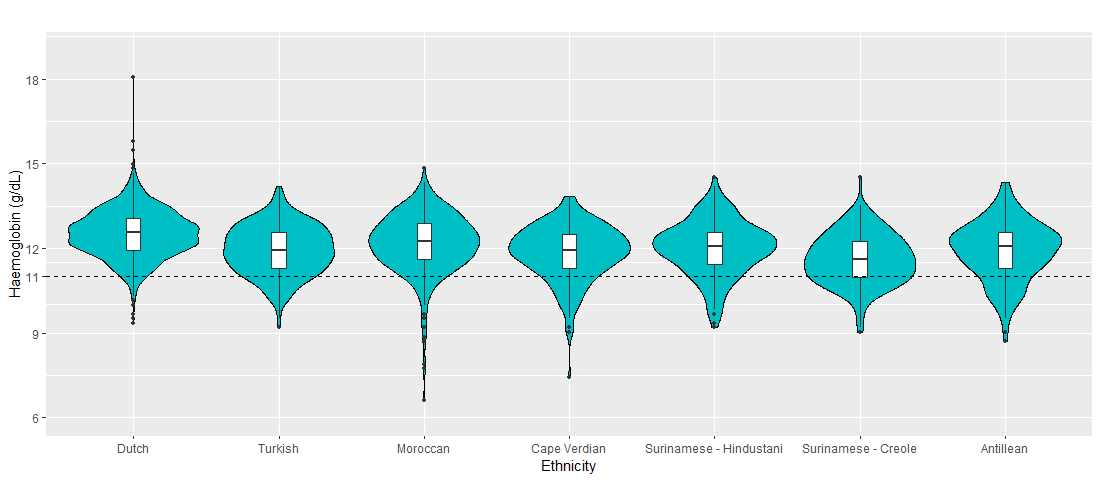 Haemoglobin (g/dL)
18
15
12
11
9
6
Dutch Turkish Moroccan Cape Verdian Surinamese - Hindustani Surinamese - Creole Antillean
Ethnicity